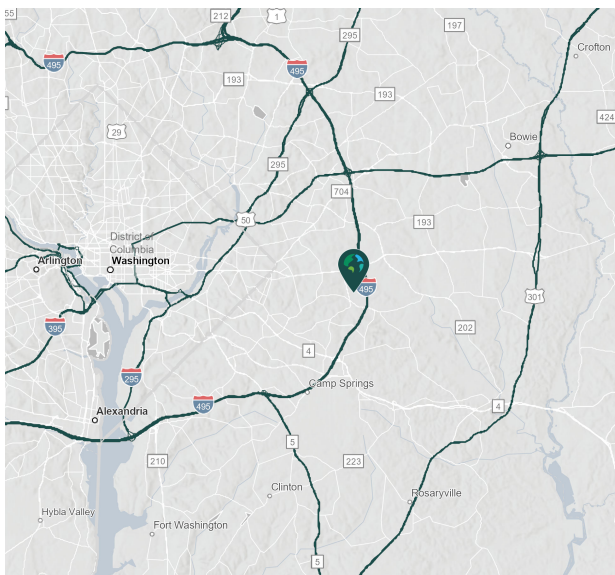 55
212
1
295
197
Crofton
495
495
193
193
424
29
Bowie
295
704
50
193
District of
Columbia
Arlington
Washington
495
301
395
202
4
295
Camp Springs
495
4
Alexandria
5
210
223
Clinton
Rosaryville
Hybla Valley
Fort Washington
5